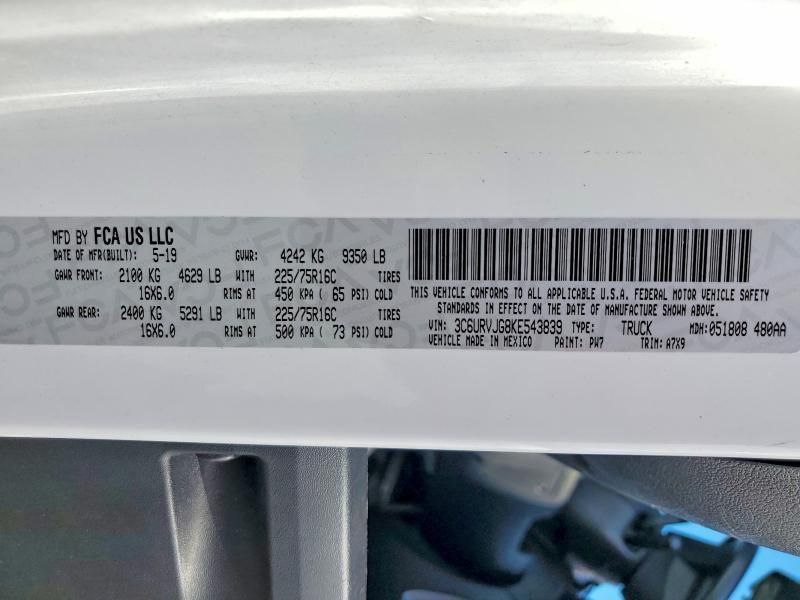 MFD BY FCA US LLC
DATE OF MFR(BUILT): 5-19 GVWR: 4242 KG 9350 LB
GAWR FRONT: 2100 KG 4629 LB WITH 225/75R16C TIRES
16X6.0 RIMS AT 450 KPA ( 65 PSI) COLD
GAWR REAR: 2400 KG 5291 LB WITH 225/75R16C TIRES
16X6.0 RIMS AT 500 KPA ( 73 PSI) COLD
THIS VEHICLE CONFORMS TO ALL APPLICABLE U.S.A. FEDERAL MOTOR VEHICLE SAFETY
STANDARDS IN EFFECT ON THE DATE OF MANUFACTURE SHOWN ABOVE.
VIN: 3C6URVJG8KE543839 TYPE: TRUCK MDH: 051808 480AA
VEHICLE MADE IN MEXICO PAINT: PW7 TRIM: A7X9